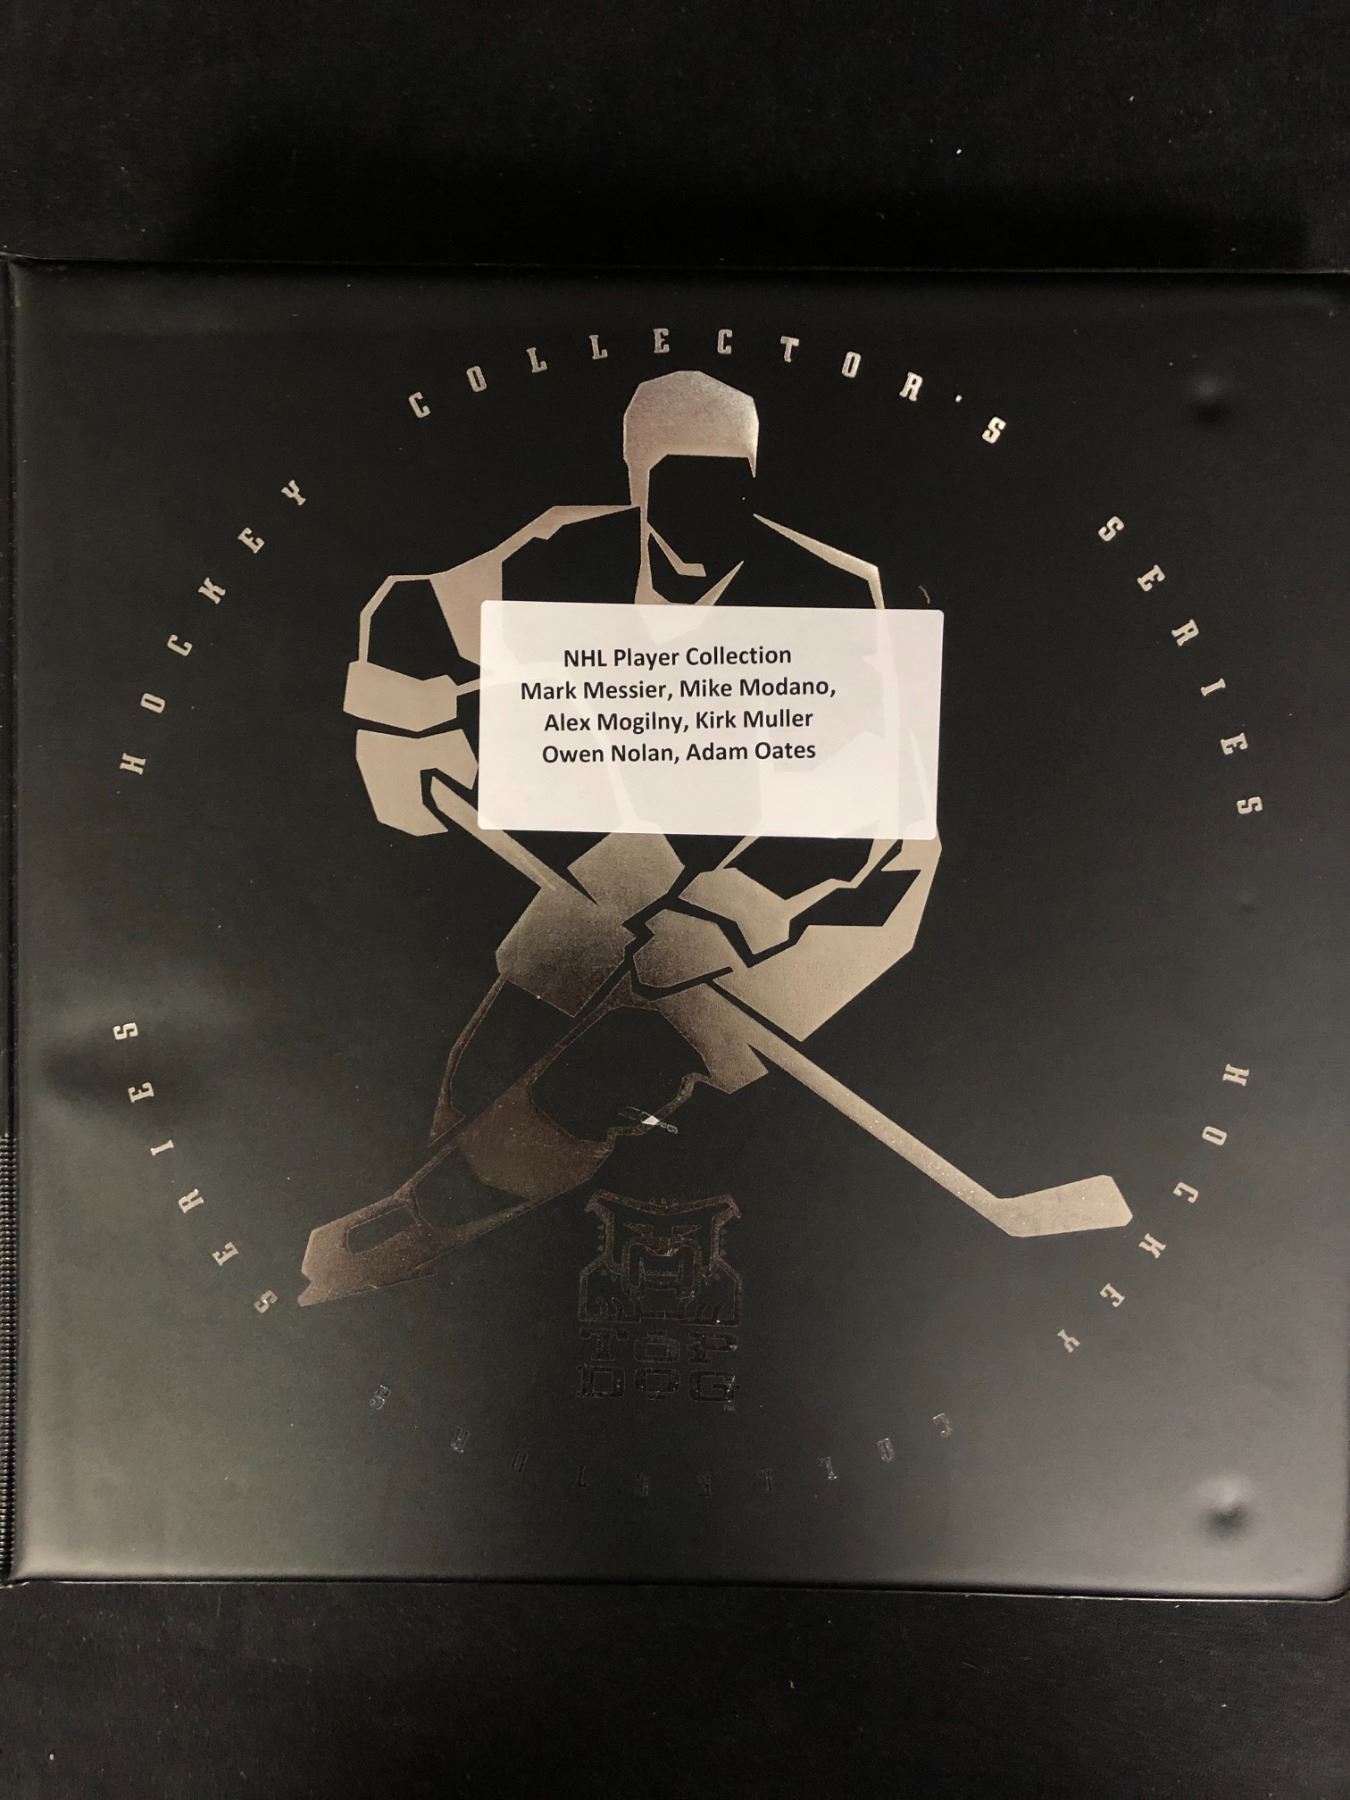 HOCKEY COLLECTOR'S SERIES
NHL Player Collection
Mark Messier, Mike Modano,
Alex Mogilny, Kirk Muller
Owen Nolan, Adam Oates
TOP
DOG
HOCKEY COLLECTOR'S SERIES